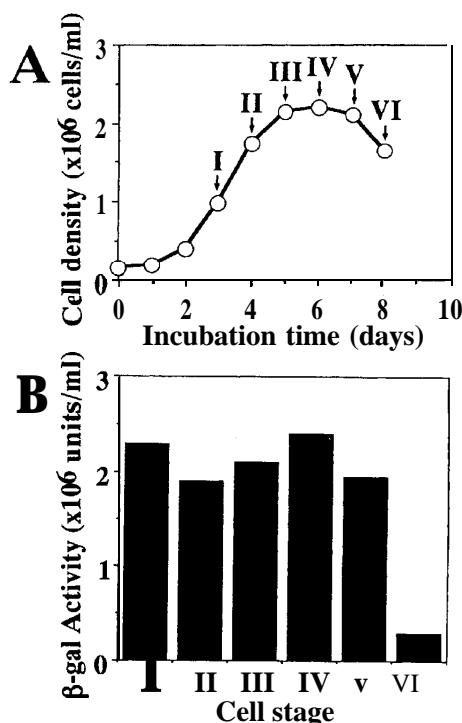 A
Cell density (x10⁶ cells/ml)
3
2
1
0
I
II
III
IV
V
VI
0 2 4 6 8 10
Incubation time (days)
B
β-gal Activity (x10⁶ units/ml)
3
2
1
0
I II III IV v VI
Cell stage